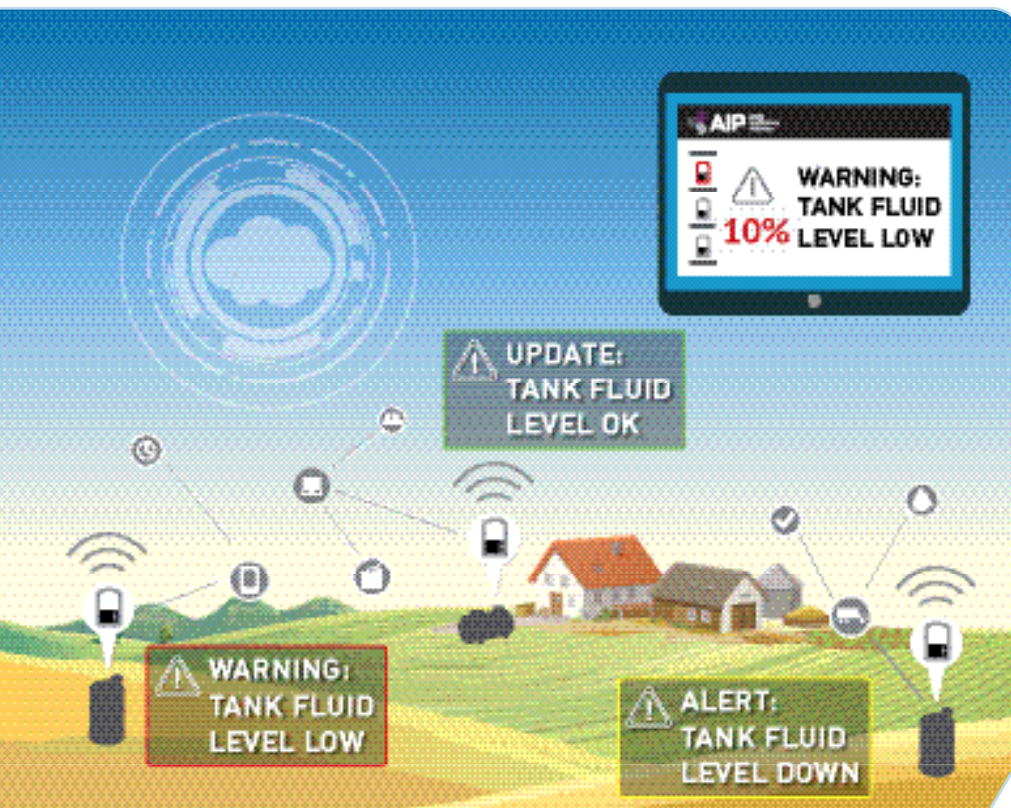 AIP
WARNING:
TANK FLUID
LEVEL LOW
10%
UPDATE:
TANK FLUID
LEVEL OK
WARNING:
TANK FLUID
LEVEL LOW
ALERT:
TANK FLUID
LEVEL DOWN